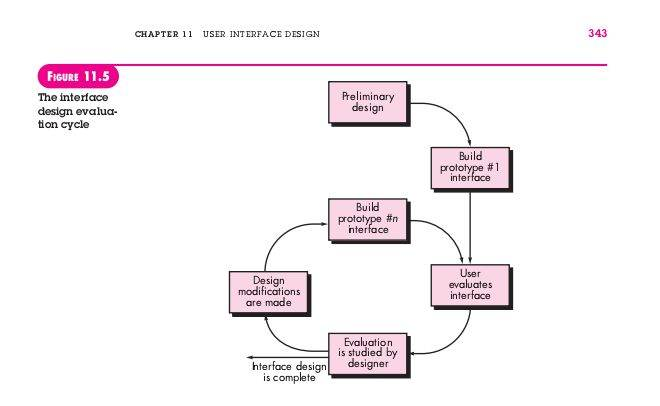 CHAPTER 11 USER INTERFACE DESIGN 343
FIGURE 11.5
The interface
design evalua-
tion cycle
Preliminary
design
Build
prototype #1
interface
Build
prototype #n
interface
User
evaluates
interface
Design
modifications
are made
Evaluation
is studied by
designer
Interface design
is complete